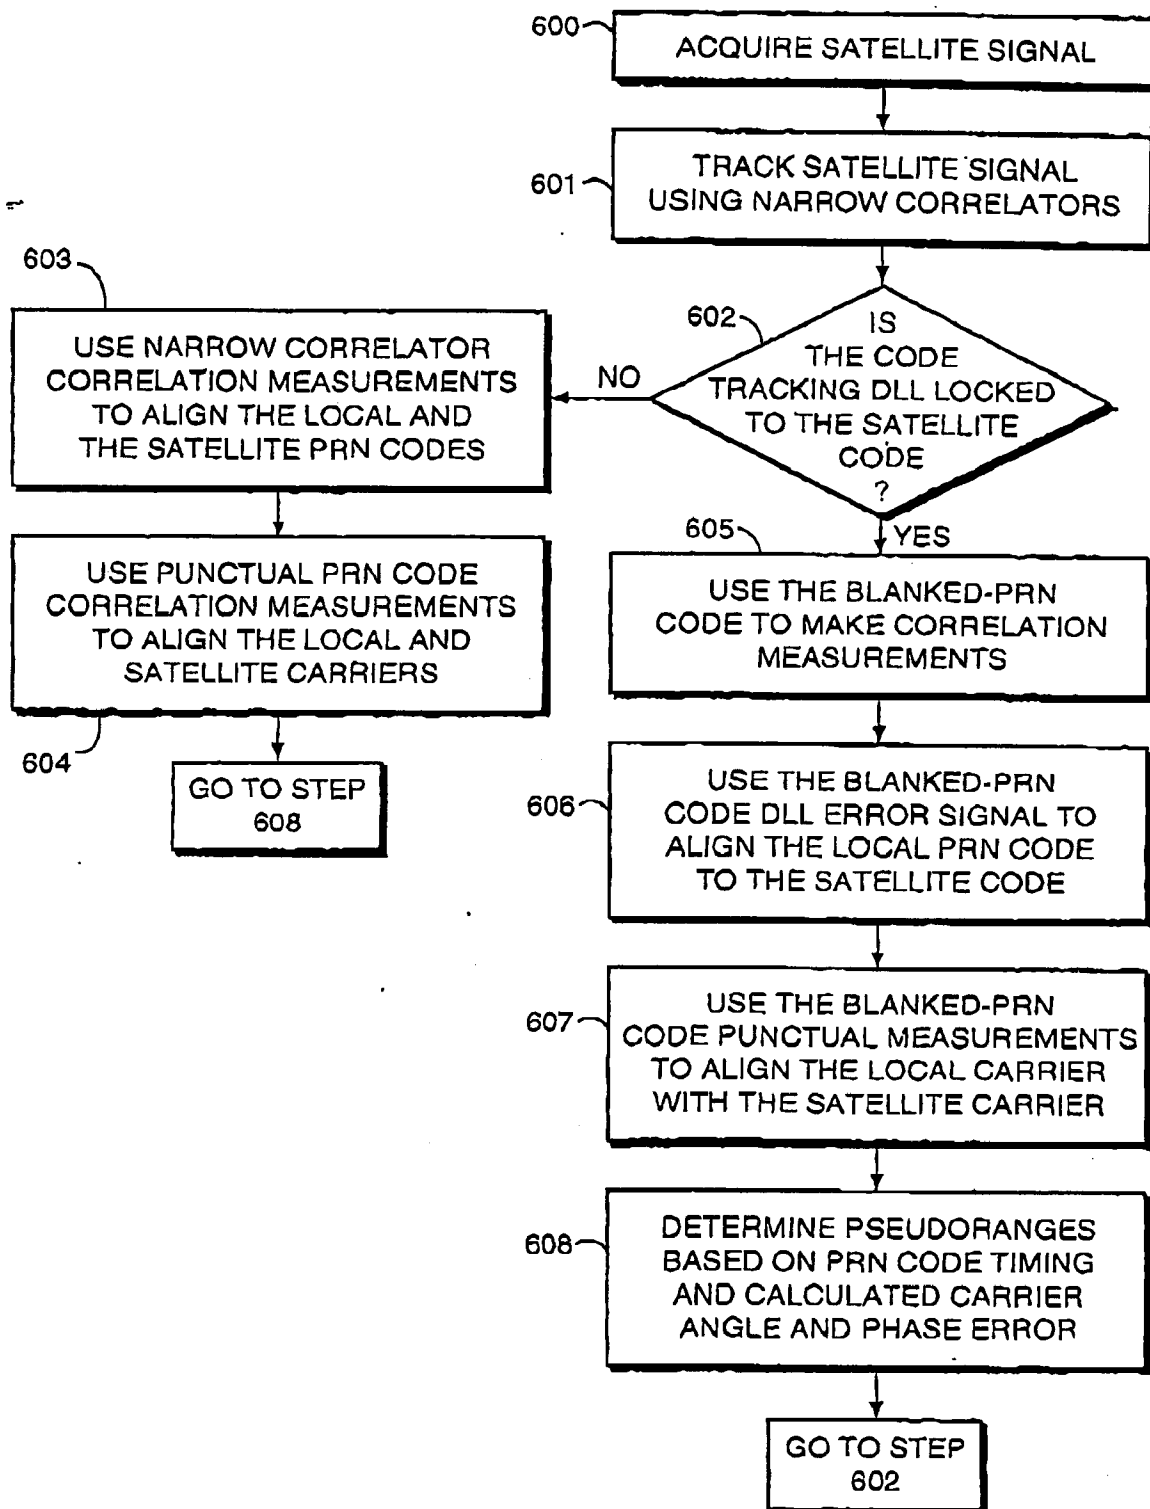 600
ACQUIRE SATELLITE SIGNAL
601
TRACK SATELLITE SIGNAL
USING NARROW CORRELATORS
602
IS
THE CODE
TRACKING DLL LOCKED
TO THE SATELLITE
CODE
?
NO
YES
603
USE NARROW CORRELATOR
CORRELATION MEASUREMENTS
TO ALIGN THE LOCAL AND
THE SATELLITE PRN CODES
USE PUNCTUAL PRN CODE
CORRELATION MEASUREMENTS
TO ALIGN THE LOCAL AND
SATELLITE CARRIERS
604
GO TO STEP
608
605
USE THE BLANKED-PRN
CODE TO MAKE CORRELATION
MEASUREMENTS
606
USE THE BLANKED-PRN
CODE DLL ERROR SIGNAL TO
ALIGN THE LOCAL PRN CODE
TO THE SATELLITE CODE
607
USE THE BLANKED-PRN
CODE PUNCTUAL MEASUREMENTS
TO ALIGN THE LOCAL CARRIER
WITH THE SATELLITE CARRIER
608
DETERMINE PSEUDORANGES
BASED ON PRN CODE TIMING
AND CALCULATED CARRIER
ANGLE AND PHASE ERROR
GO TO STEP
602